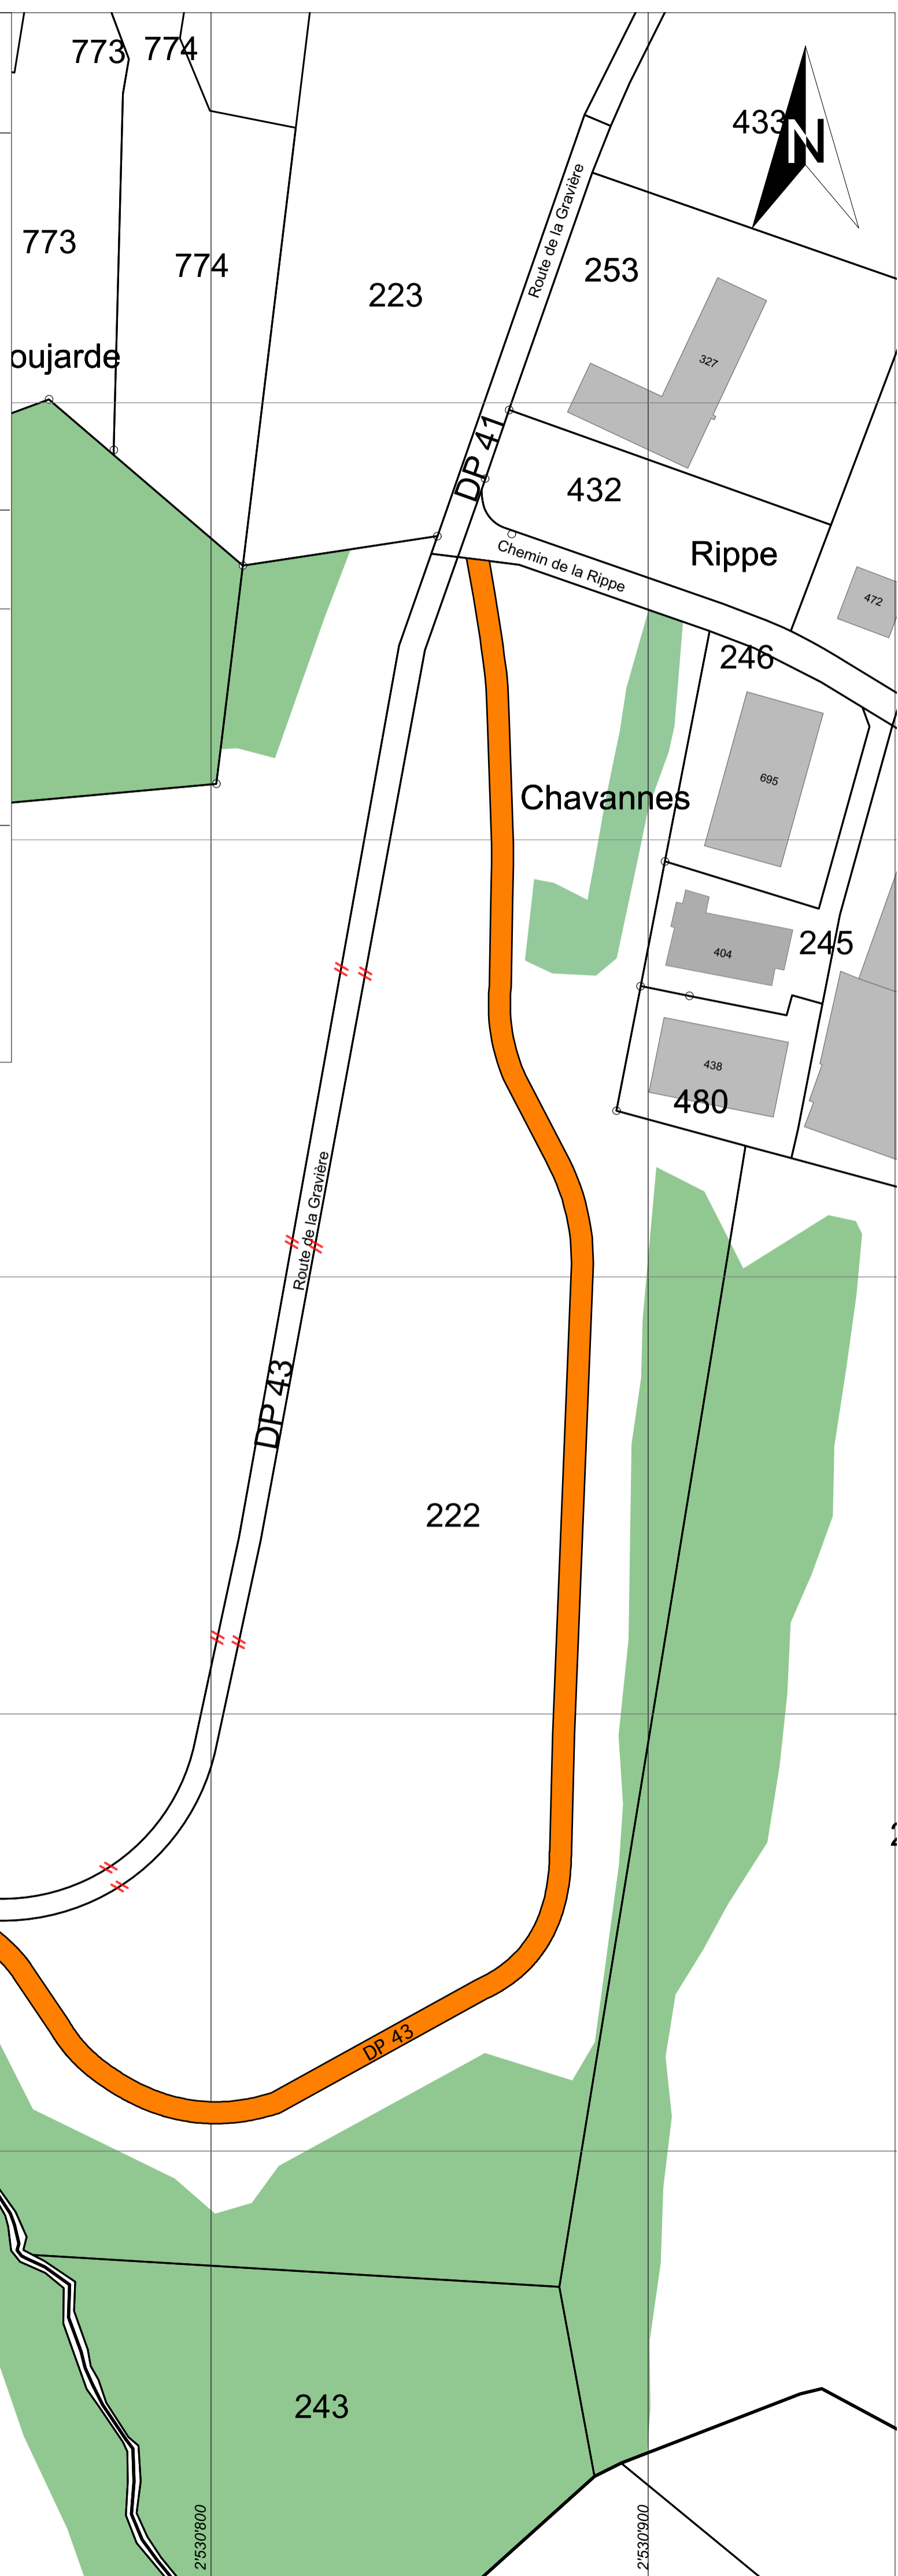 773
774
433
N
773
774
223
Route de la Gravière
253
327
oujarde
DP 41
432
Rippe
Chemin de la Rippe
472
246
695
Chavannes
404
245
438
480
Route de la Gravière
DP 43
222
DP 43
243
2'530'800
2'530'900